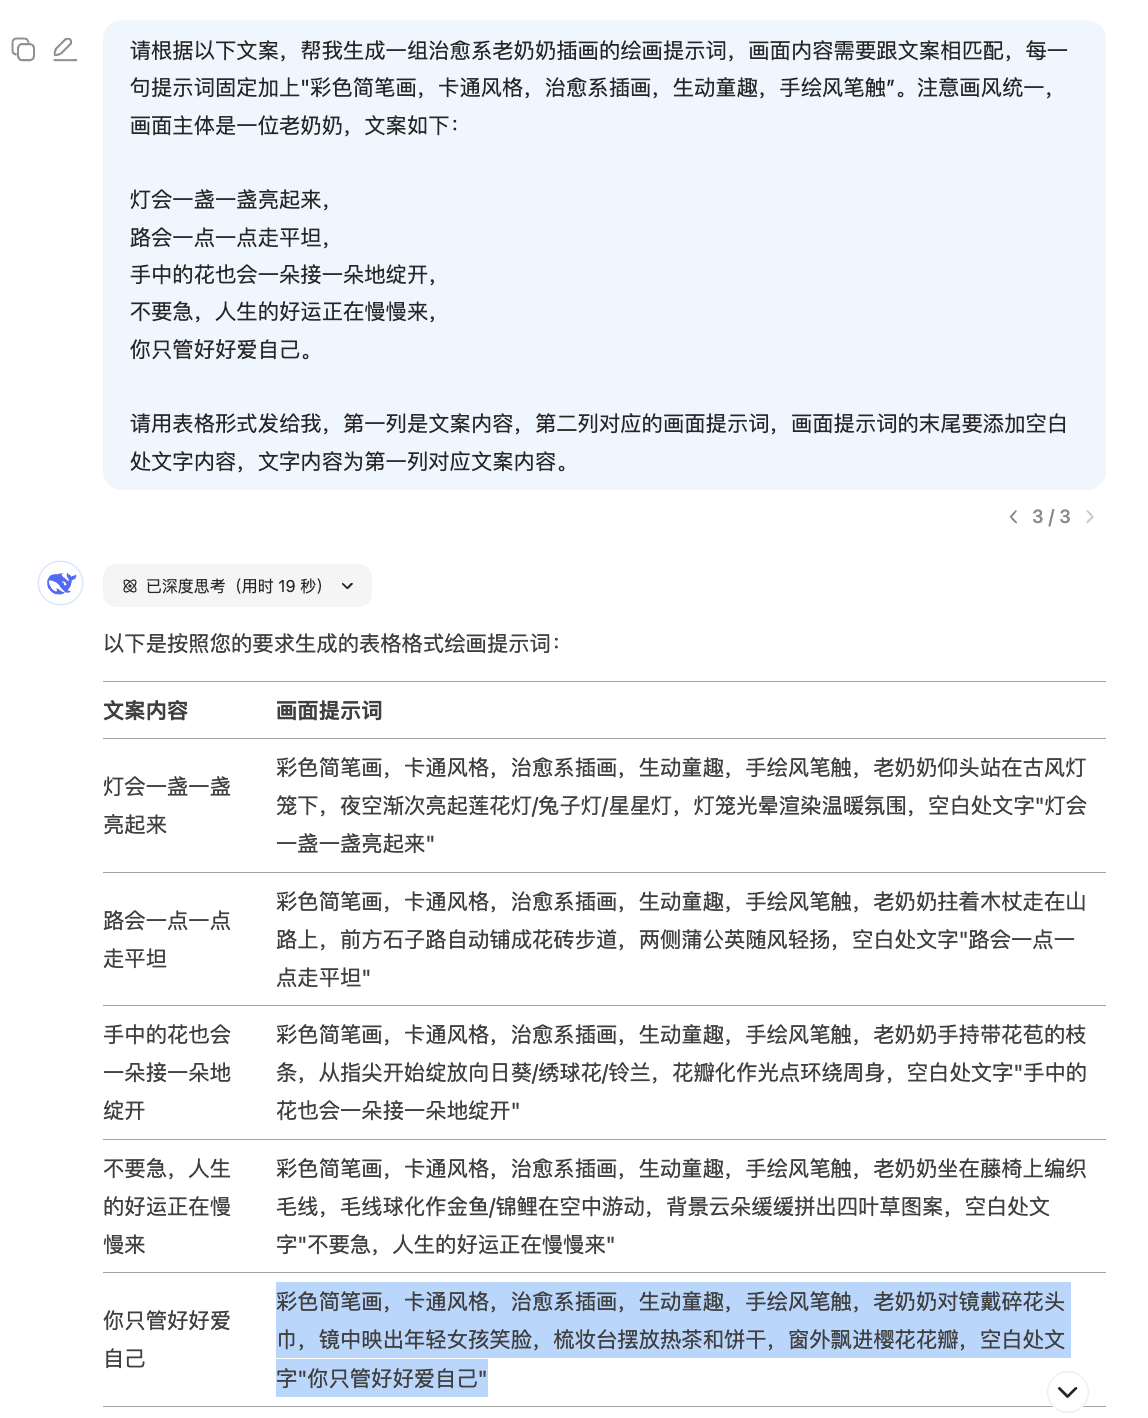 请根据以下文案，帮我生成一组治愈系老奶奶插画的绘画提示词，画面内容需要跟文案相匹配，每一
句提示词固定加上"彩色简笔画，卡通风格，治愈系插画，生动童趣，手绘风笔触”。注意画风统一，
画面主体是一位老奶奶，文案如下：
灯会一盏一盏亮起来，
路会一点一点走平坦，
手中的花也会一朵接一朵地绽开，
不要急，人生的好运正在慢慢来，
你只管好好爱自己。
请用表格形式发给我，第一列是文案内容，第二列对应的画面提示词，画面提示词的末尾要添加空白
处文字内容，文字内容为第一列对应文案内容。
3 / 3
已深度思考（用时 19 秒）
以下是按照您的要求生成的表格格式绘画提示词：
文案内容
画面提示词
灯会一盏一盏
亮起来
彩色简笔画，卡通风格，治愈系插画，生动童趣，手绘风笔触，老奶奶仰头站在古风灯
笼下，夜空渐次亮起莲花灯/兔子灯/星星灯，灯笼光晕渲染温暖氛围，空白处文字"灯会
一盏一盏亮起来"
路会一点一点
走平坦
彩色简笔画，卡通风格，治愈系插画，生动童趣，手绘风笔触，老奶奶拄着木杖走在山
路上，前方石子路自动铺成花砖步道，两侧蒲公英随风轻扬，空白处文字"路会一点一
点走平坦"
手中的花也会
一朵接一朵地
绽开
彩色简笔画，卡通风格，治愈系插画，生动童趣，手绘风笔触，老奶奶手持带花苞的枝
条，从指尖开始绽放向日葵/绣球花/铃兰，花瓣化作光点环绕周身，空白处文字"手中的
花也会一朵接一朵地绽开"
不要急，人生
的好运正在慢
慢来
彩色简笔画，卡通风格，治愈系插画，生动童趣，手绘风笔触，老奶奶坐在藤椅上编织
毛线，毛线球化作金鱼/锦鲤在空中游动，背景云朵缓缓拼出四叶草图案，空白处文
字"不要急，人生的好运正在慢慢来"
你只管好好爱
自己
彩色简笔画，卡通风格，治愈系插画，生动童趣，手绘风笔触，老奶奶对镜戴碎花头
巾，镜中映出年轻女孩笑脸，梳妆台摆放热茶和饼干，窗外飘进樱花花瓣，空白处文
字"你只管好好爱自己"